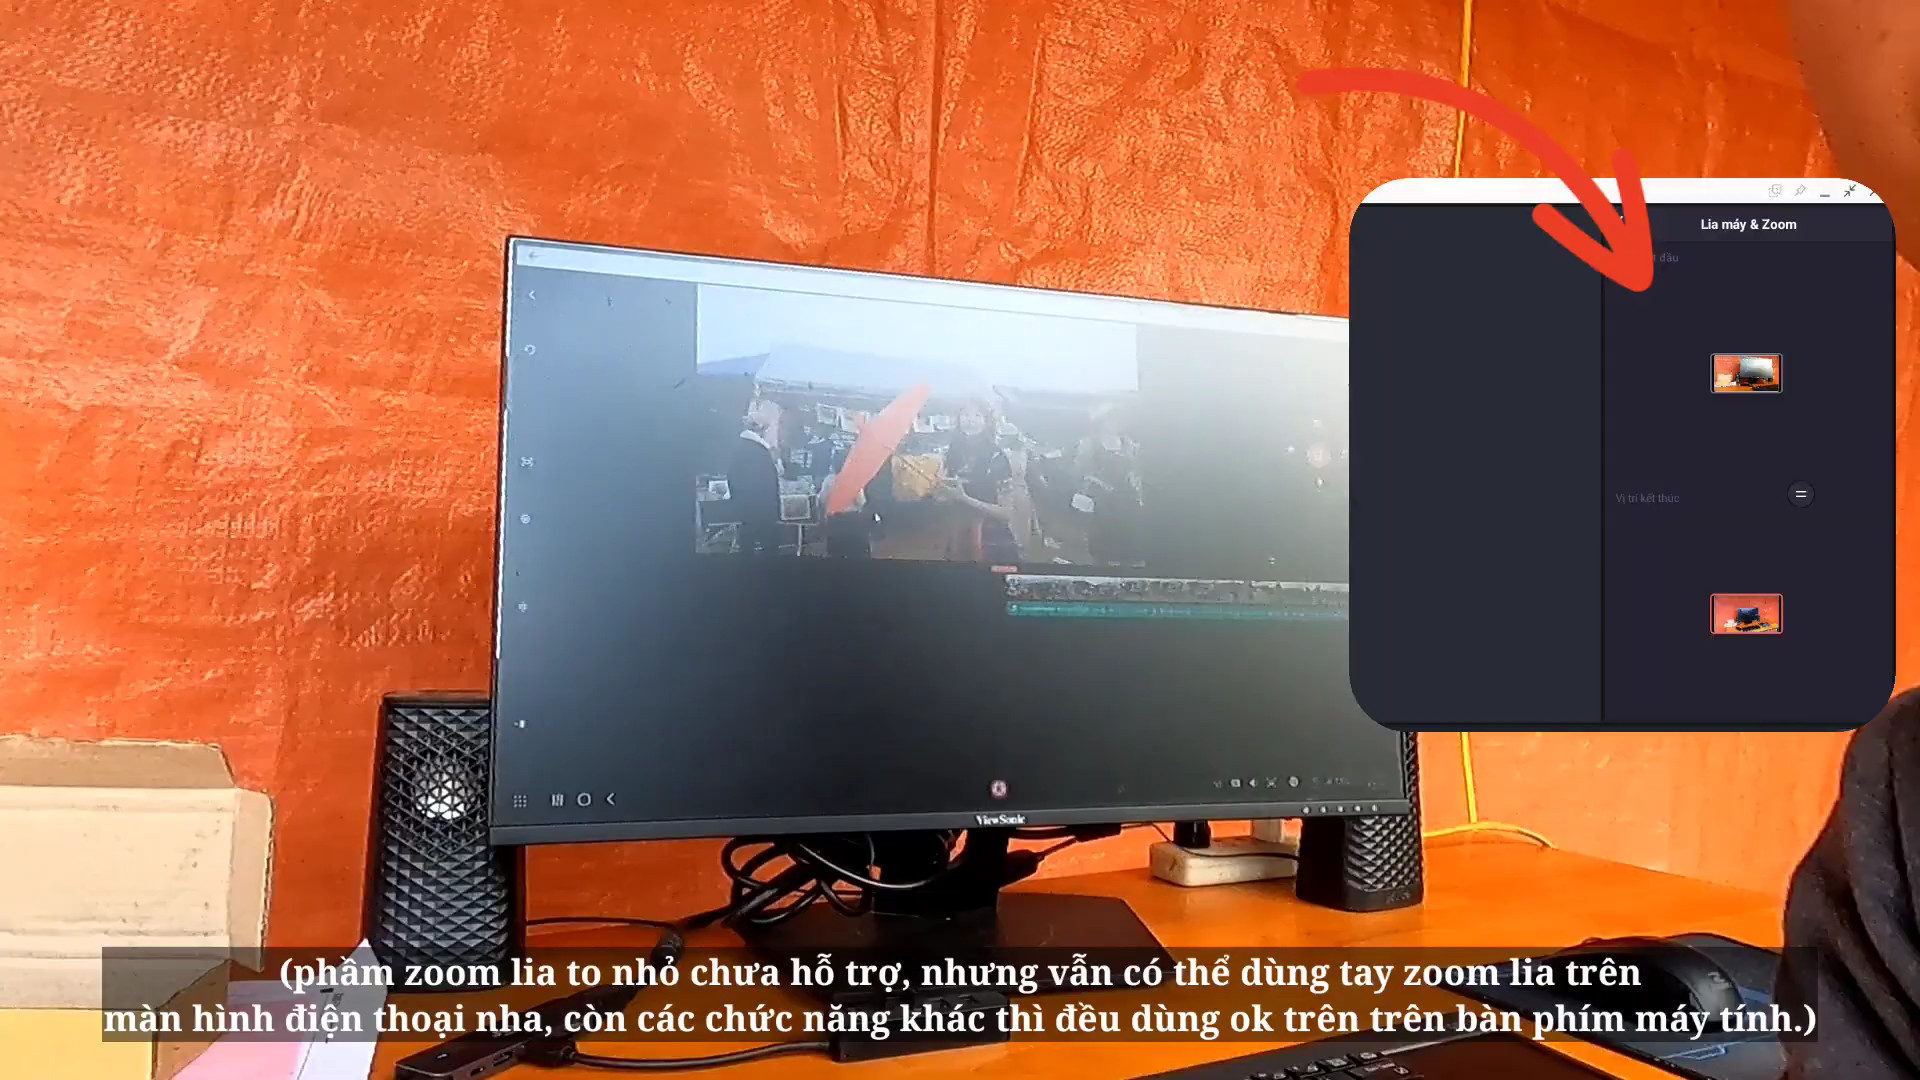 Lia máy & Zoom
t đầu
Vị trí kết thúc
ViewSonic
(phầm zoom lia to nhỏ chưa hỗ trợ, nhưng vẫn có thể dùng tay zoom lia trên
màn hình điện thoại nha, còn các chức năng khác thì đều dùng ok trên trên bàn phím máy tính.)